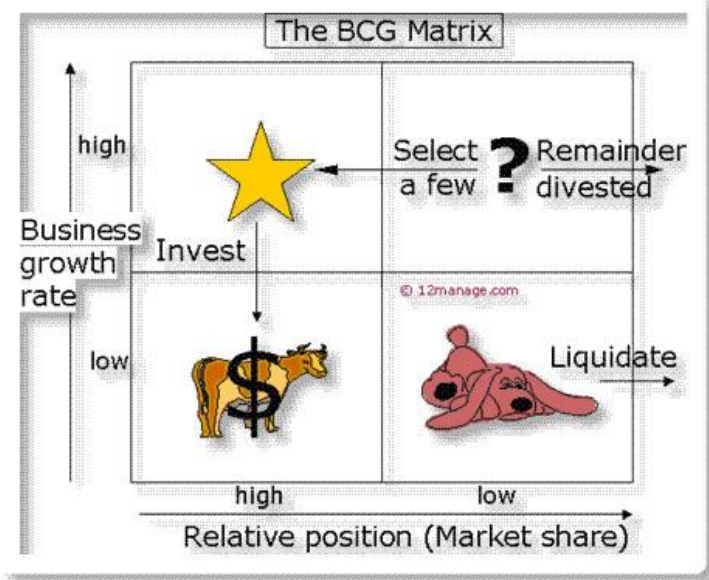 The BCG Matrix
high
Select
a few
?
Remainder
divested
Business
growth
rate
Invest
© 12manage.com
low
$
Liquidate
high
low
Relative position (Market share)